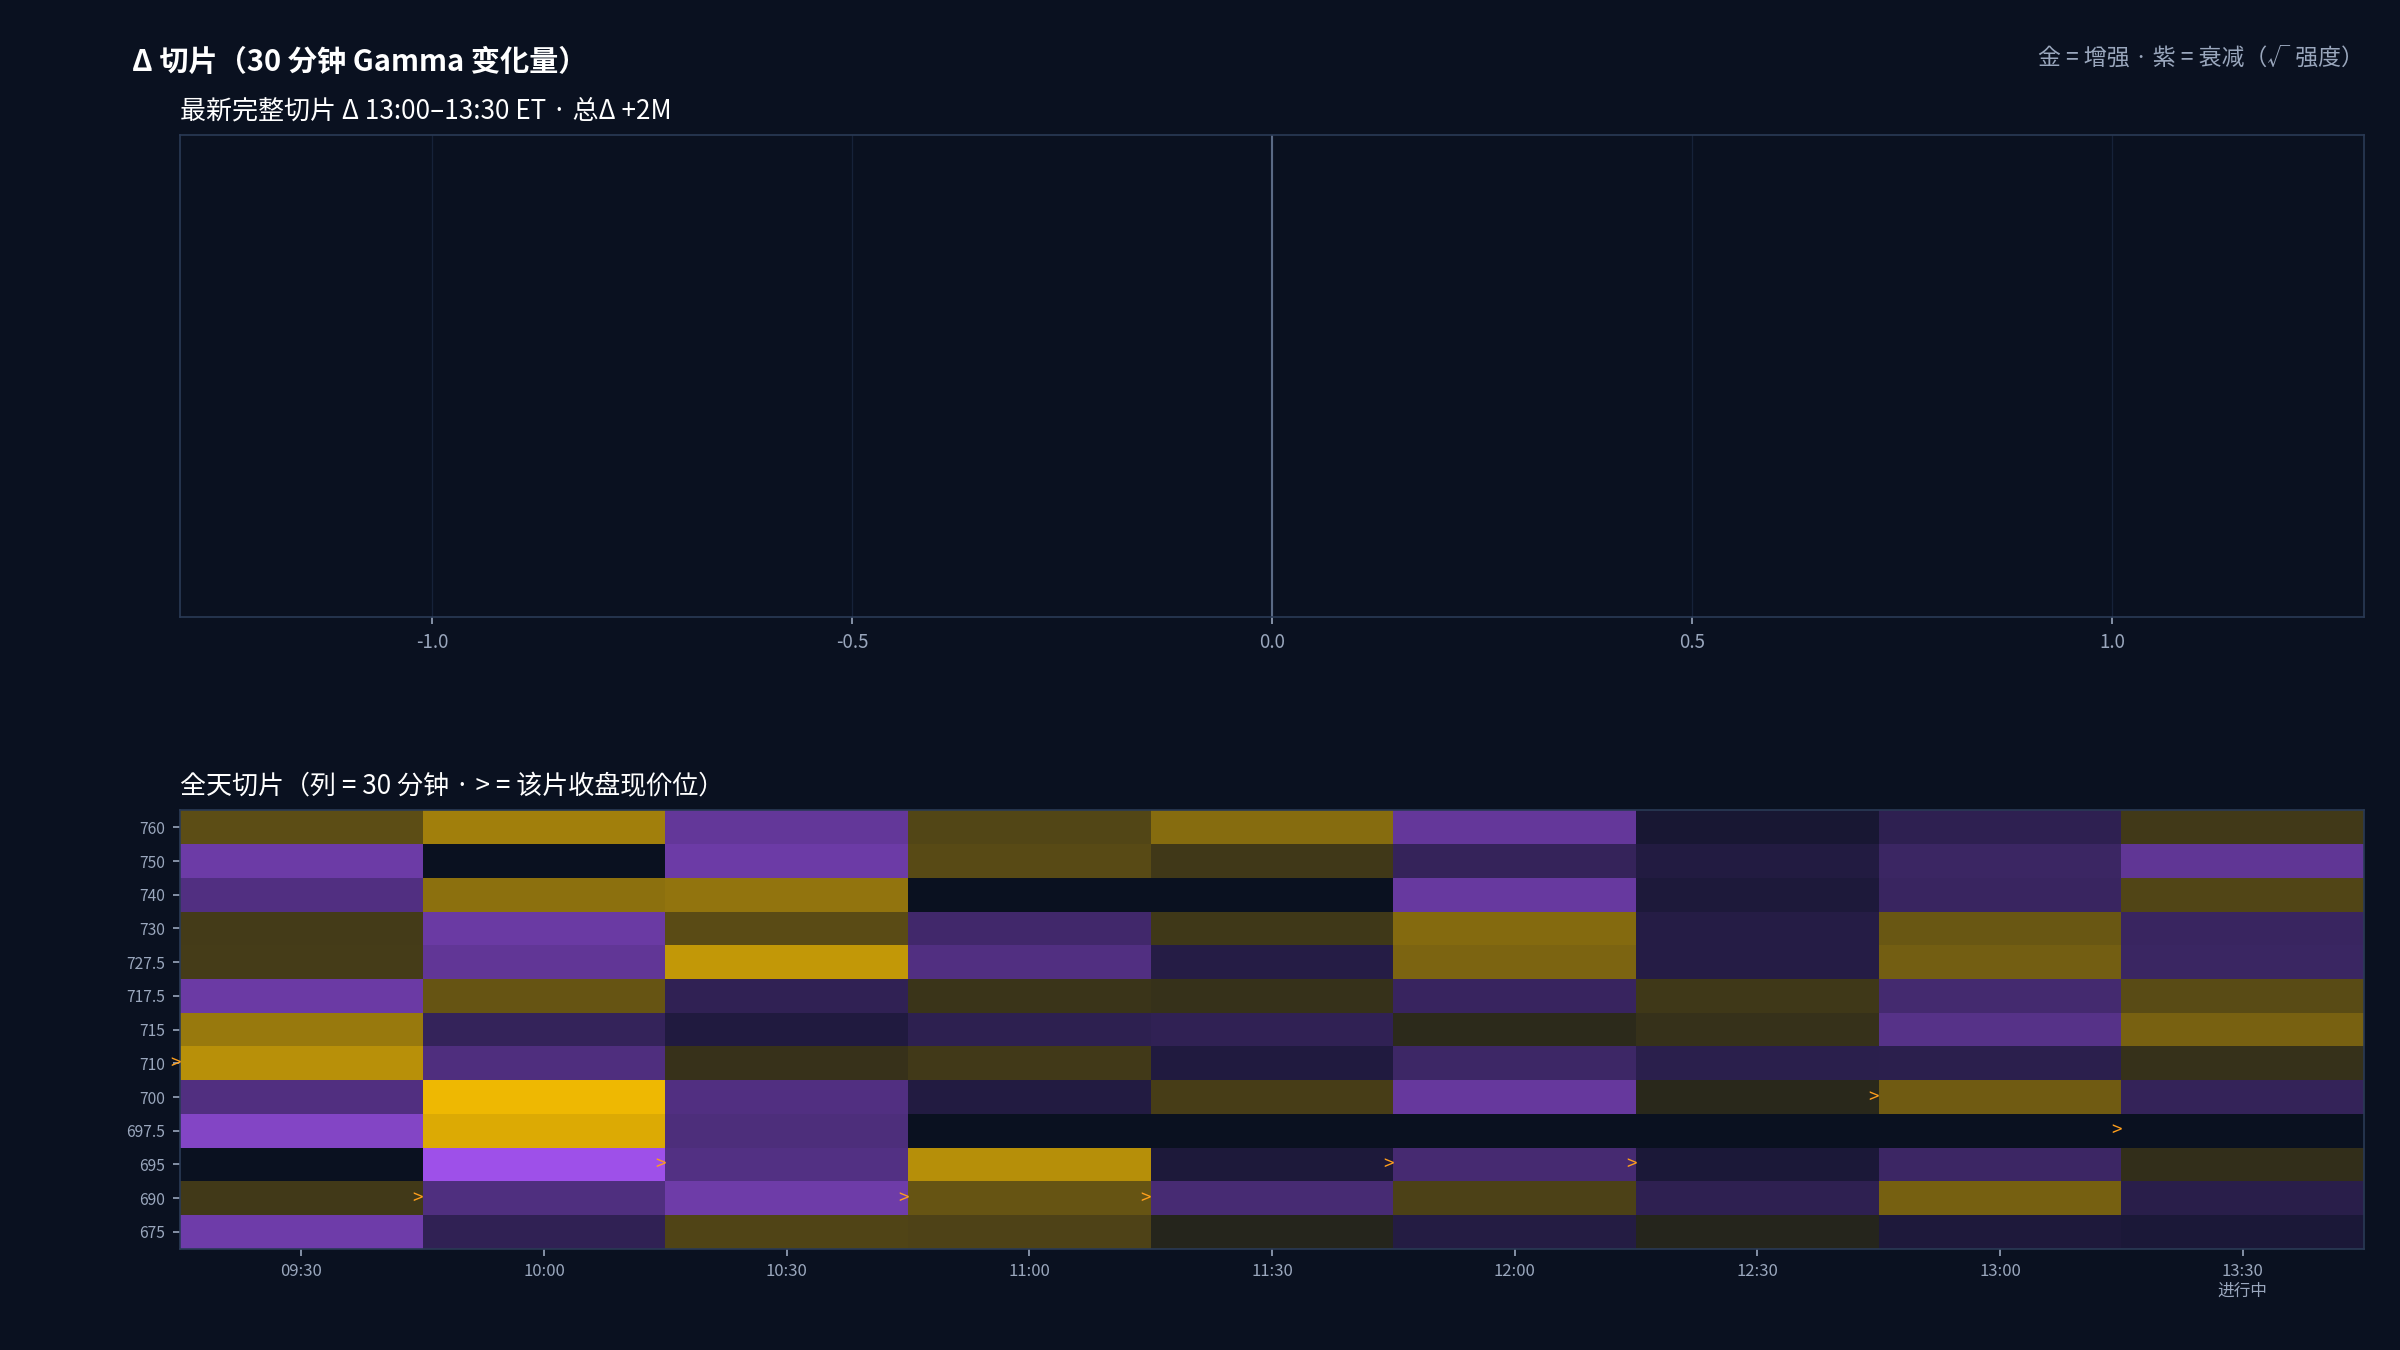 Δ 切片（30 分钟 Gamma 变化量）
金 = 增强 · 紫 = 衰减（√ 强度）
最新完整切片 Δ 13:00–13:30 ET · 总Δ +2M
-1.0 -0.5 0.0 0.5 1.0
全天切片（列 = 30 分钟 · > = 该片收盘现价位）
760
750
740
730
727.5
717.5
715
> 710
700 >
697.5 >
695 > > >
690 > > >
675
09:30 10:00 10:30 11:00 11:30 12:00 12:30 13:00 13:30
进行中